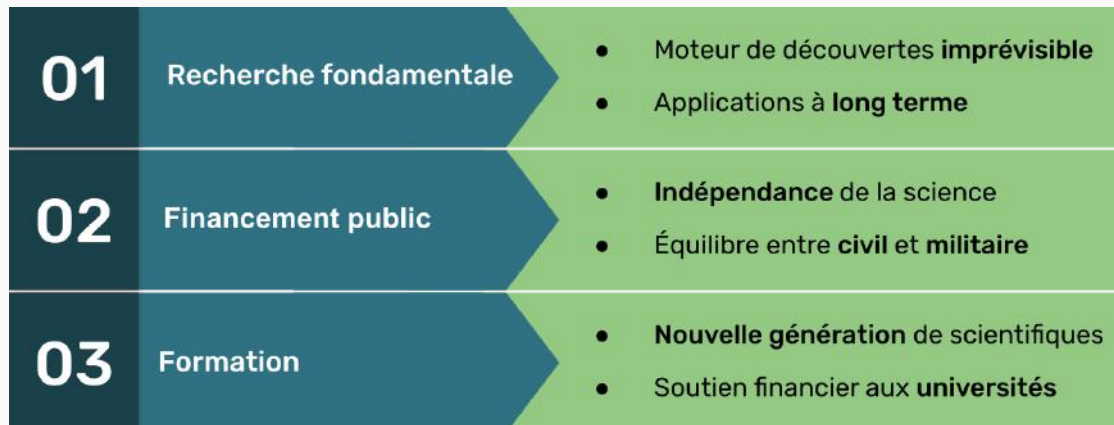 01
Recherche fondamentale
● Moteur de découvertes imprévisible
● Applications à long terme
02
Financement public
● Indépendance de la science
● Équilibre entre civil et militaire
03
Formation
● Nouvelle génération de scientifiques
● Soutien financier aux universités